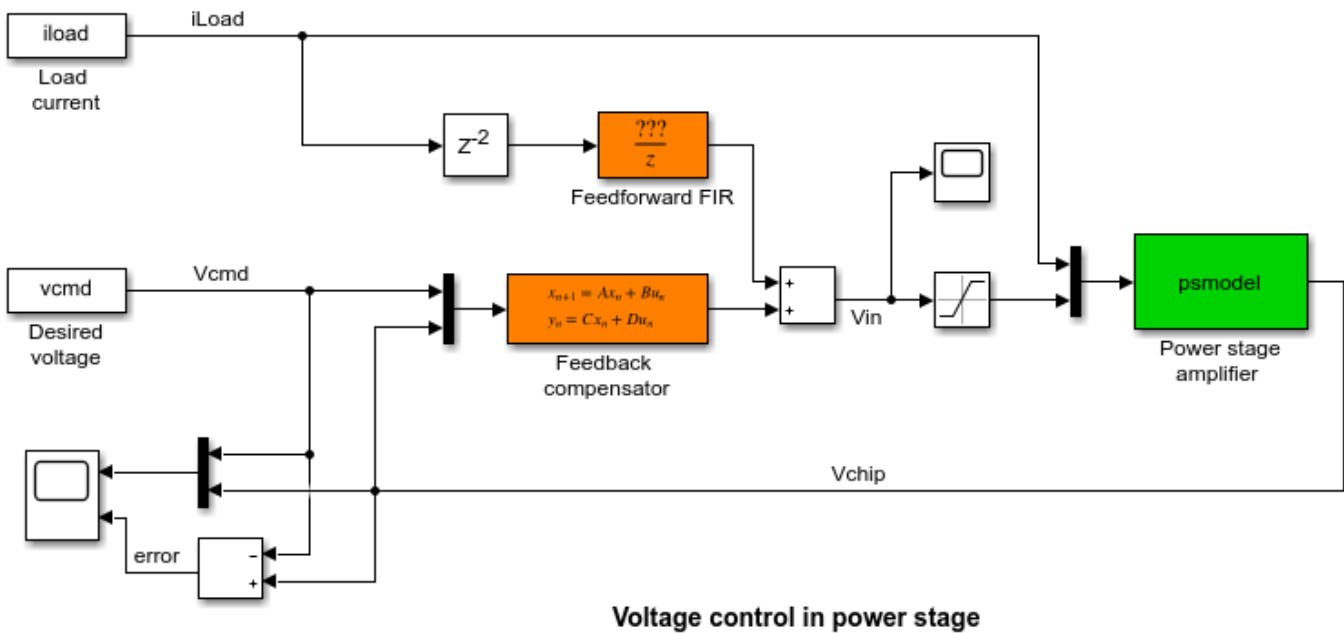 iload
iLoad
Load
current
Z-2
???
z
Feedforward FIR
vcmd
Vcmd
Desired
voltage
xn+1 = Axn + Bun
yn = Cxn + Dun
Feedback
compensator
+
+
Vin
psmodel
Power stage
amplifier
Vchip
error
−
+
Voltage control in power stage